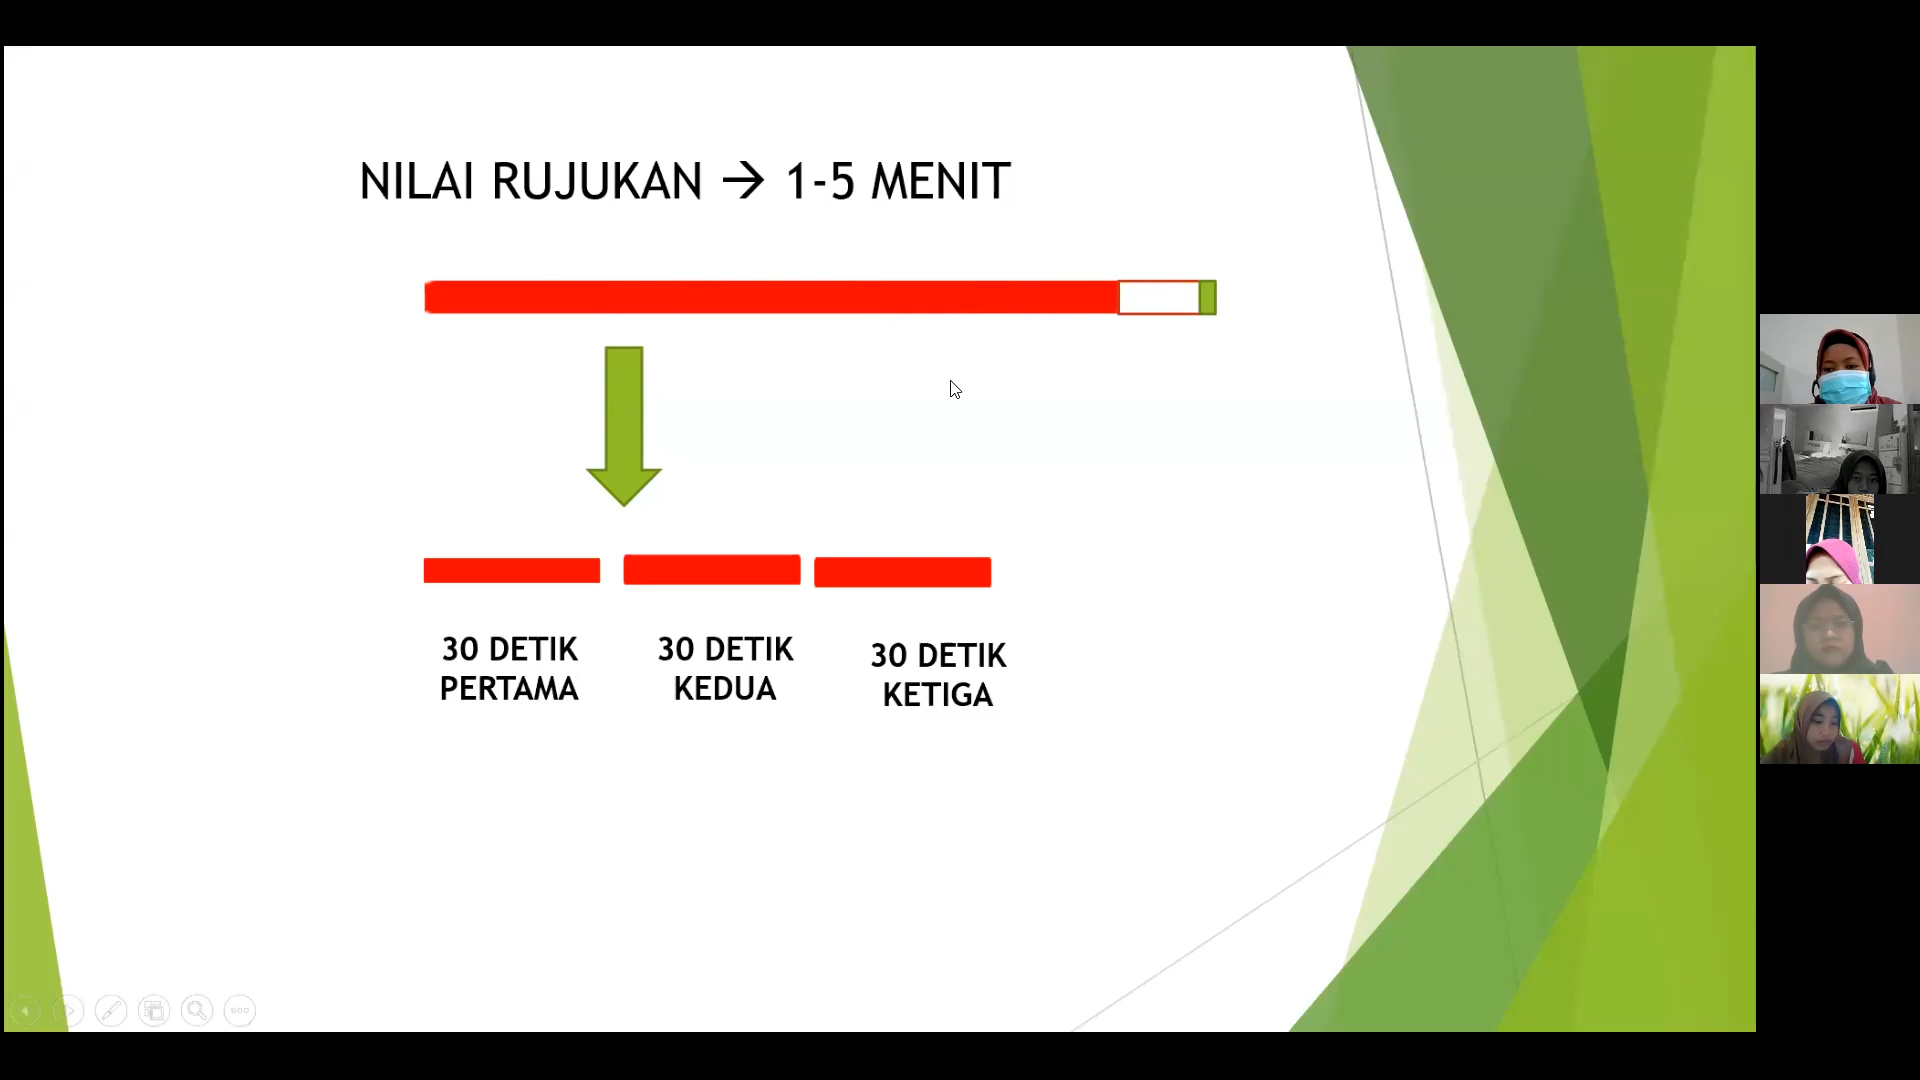 NILAI RUJUKAN → 1-5 MENIT
30 DETIK
PERTAMA
30 DETIK
KEDUA
30 DETIK
KETIGA